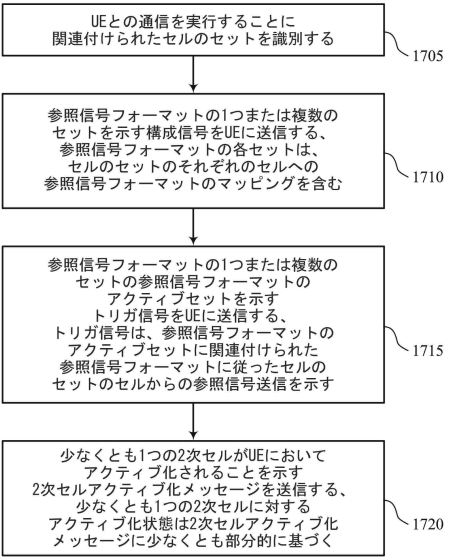 UEとの通信を実行することに
関連付けられたセルのセットを識別する
1705
参照信号フォーマットの1つまたは複数の
セットを示す構成信号をUEに送信する、
参照信号フォーマットの各セットは、
セルのセットのそれぞれのセルへの
参照信号フォーマットのマッピングを含む
1710
参照信号フォーマットの1つまたは複数の
セットの参照信号フォーマットの
アクティブセットを示す
トリガ信号をUEに送信する、
トリガ信号は、参照信号フォーマットの
アクティブセットに関連付けられた
参照信号フォーマットに従ったセルの
セットのセルからの参照信号送信を示す
1715
少なくとも1つの2次セルがUEにおいて
アクティブ化されることを示す
2次セルアクティブ化メッセージを送信する、
少なくとも1つの2次セルに対する
アクティブ化状態は2次セルアクティブ化
メッセージに少なくとも部分的に基づく
1720